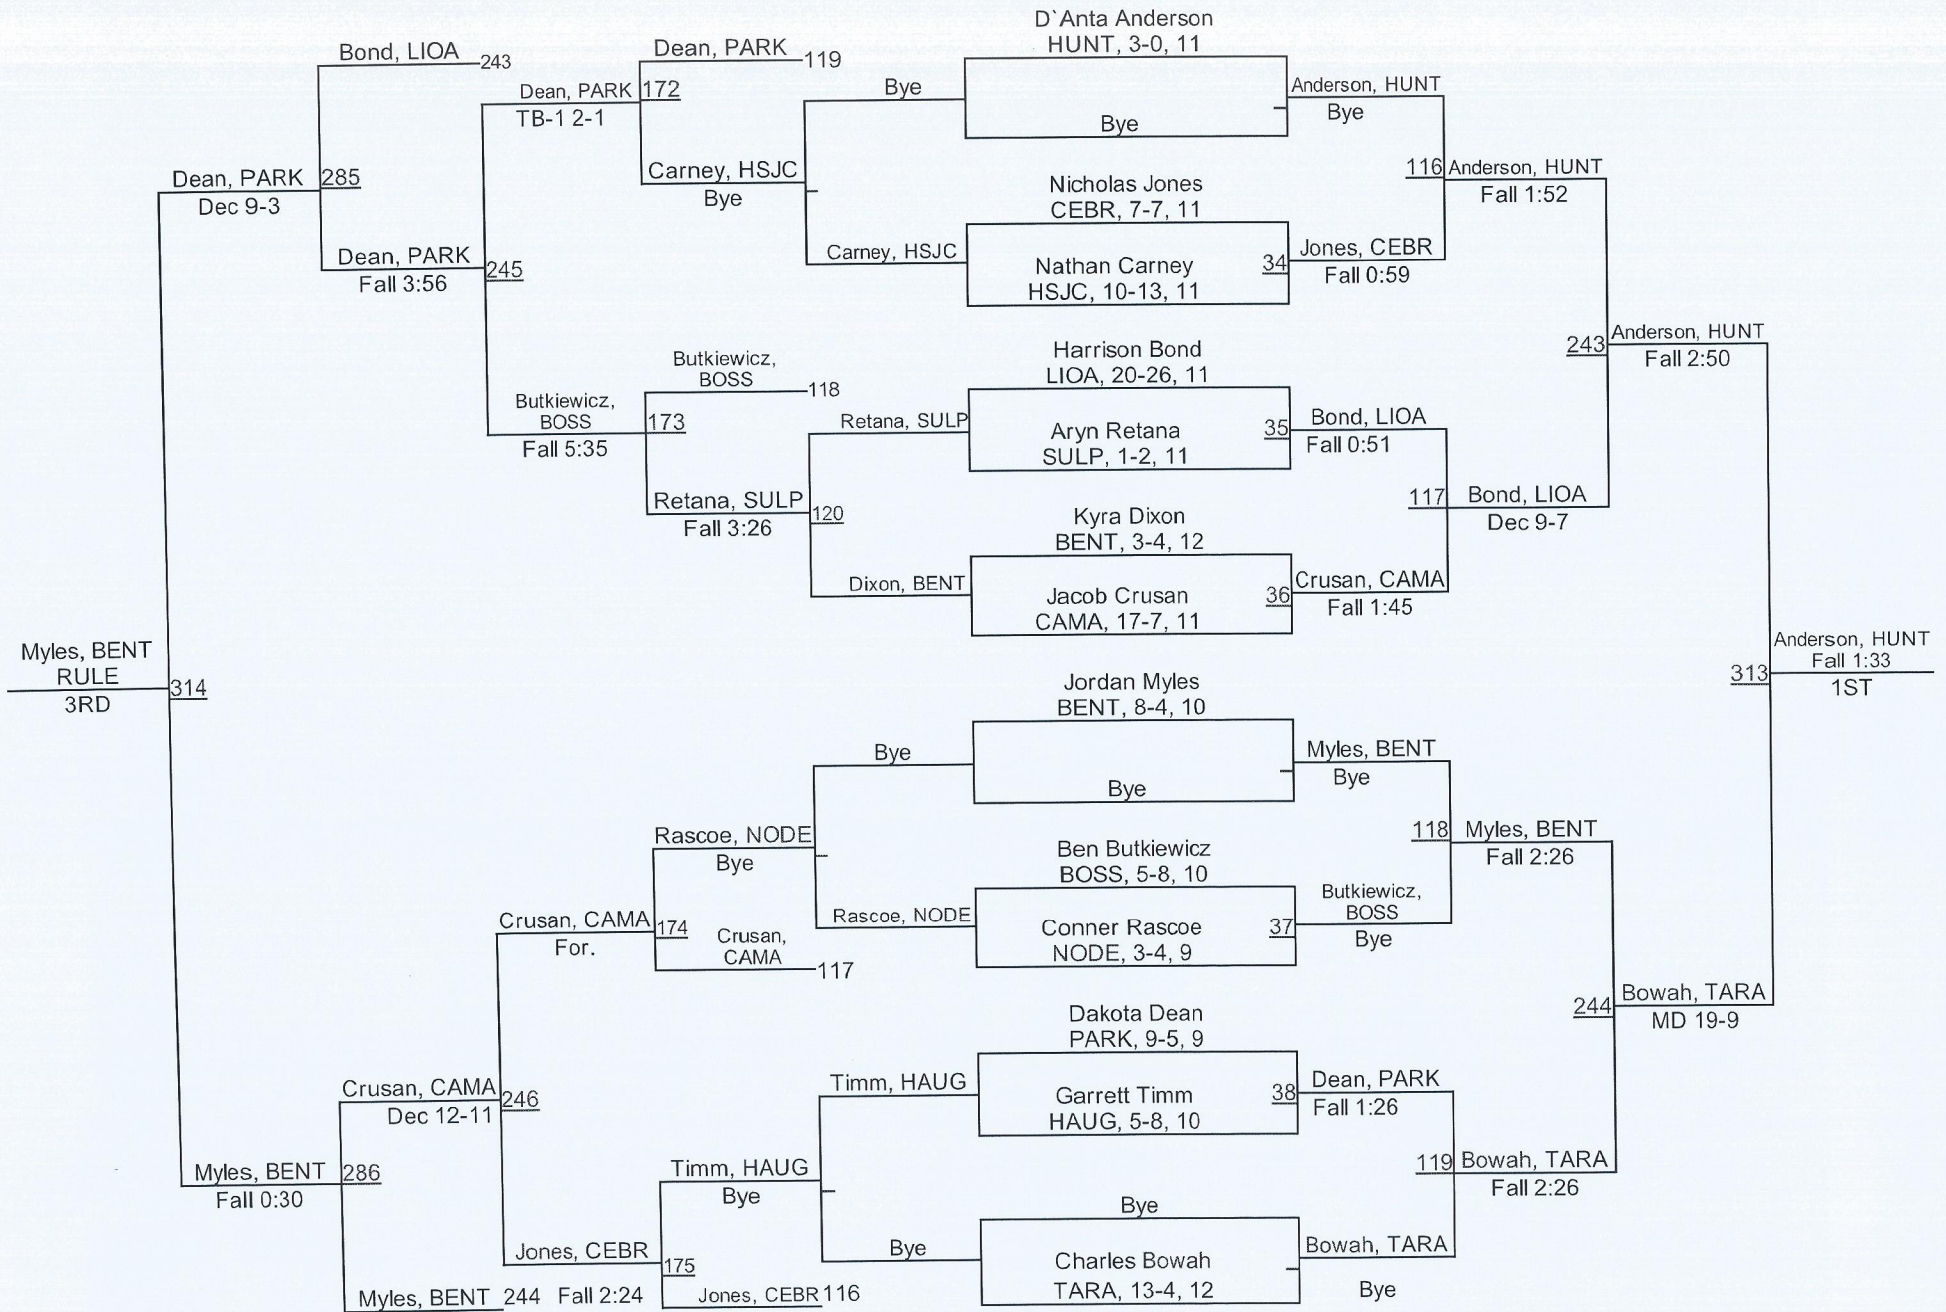 D`Anta Anderson
HUNT, 3-0, 11
Bye
Nicholas Jones
CEBR, 7-7, 11
Nathan Carney
HSJC, 10-13, 11
34
Harrison Bond
LIOA, 20-26, 11
Aryn Retana
SULP, 1-2, 11
35
Kyra Dixon
BENT, 3-4, 12
Jacob Crusan
CAMA, 17-7, 11
36
Jordan Myles
BENT, 8-4, 10
Bye
Ben Butkiewicz
BOSS, 5-8, 10
Conner Rascoe
NODE, 3-4, 9
37
Dakota Dean
PARK, 9-5, 9
Garrett Timm
HAUG, 5-8, 10
38
Bye
Charles Bowah
TARA, 13-4, 12
Anderson, HUNT
Bye
Jones, CEBR
Fall 0:59
Bond, LIOA
Fall 0:51
Crusan, CAMA
Fall 1:45
Myles, BENT
Bye
Butkiewicz,
BOSS
Bye
Dean, PARK
Fall 1:26
Bowah, TARA
Bye
116
Anderson, HUNT
Fall 1:52
117
Bond, LIOA
Dec 9-7
118
Myles, BENT
Fall 2:26
119
Bowah, TARA
Fall 2:26
243
Anderson, HUNT
Fall 2:50
244
Bowah, TARA
MD 19-9
313
Anderson, HUNT
Fall 1:33
1ST
Bye
Carney, HSJC
Retana, SULP
Dixon, BENT
Bye
Rascoe, NODE
Timm, HAUG
Bye
Dean, PARK
119
Carney, HSJC
Bye
Butkiewicz,
BOSS
118
Retana, SULP
Fall 3:26
120
Rascoe, NODE
Bye
Crusan,
CAMA
117
Timm, HAUG
Bye
Jones, CEBR
116
Dean, PARK
TB-1 2-1
172
Butkiewicz,
BOSS
Fall 5:35
173
Crusan, CAMA
For.
174
Jones, CEBR
Fall 2:24
175
Bond, LIOA
243
Dean, PARK
Fall 3:56
245
Crusan, CAMA
Dec 12-11
246
Myles, BENT
244
Dean, PARK
Dec 9-3
285
Myles, BENT
Fall 0:30
286
Myles, BENT
RULE
3RD
314